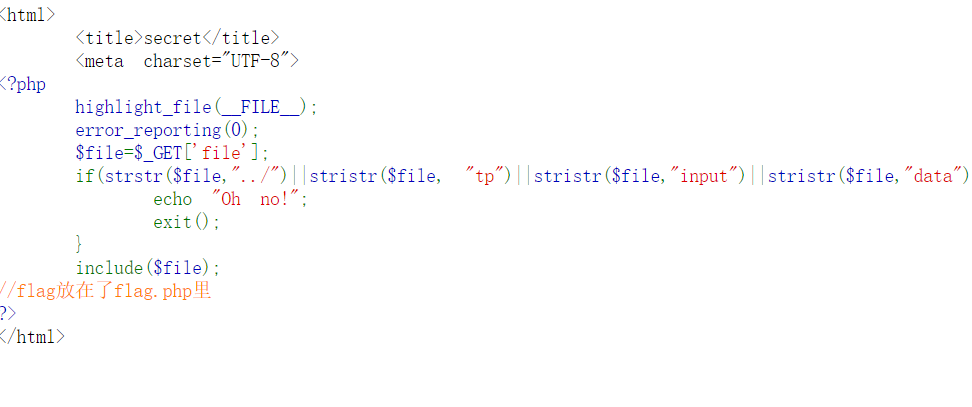 <html>
<title>secret</title>
<meta charset="UTF-8">
<?php
highlight_file(__FILE__);
error_reporting(0);
$file=$_GET['file'];
if(strstr($file,"../")||stristr($file, "tp")||stristr($file,"input")||stristr($file,"data")
echo "Oh no!";
exit();
}
include($file);
//flag放在了flag.php里
?>
</html>